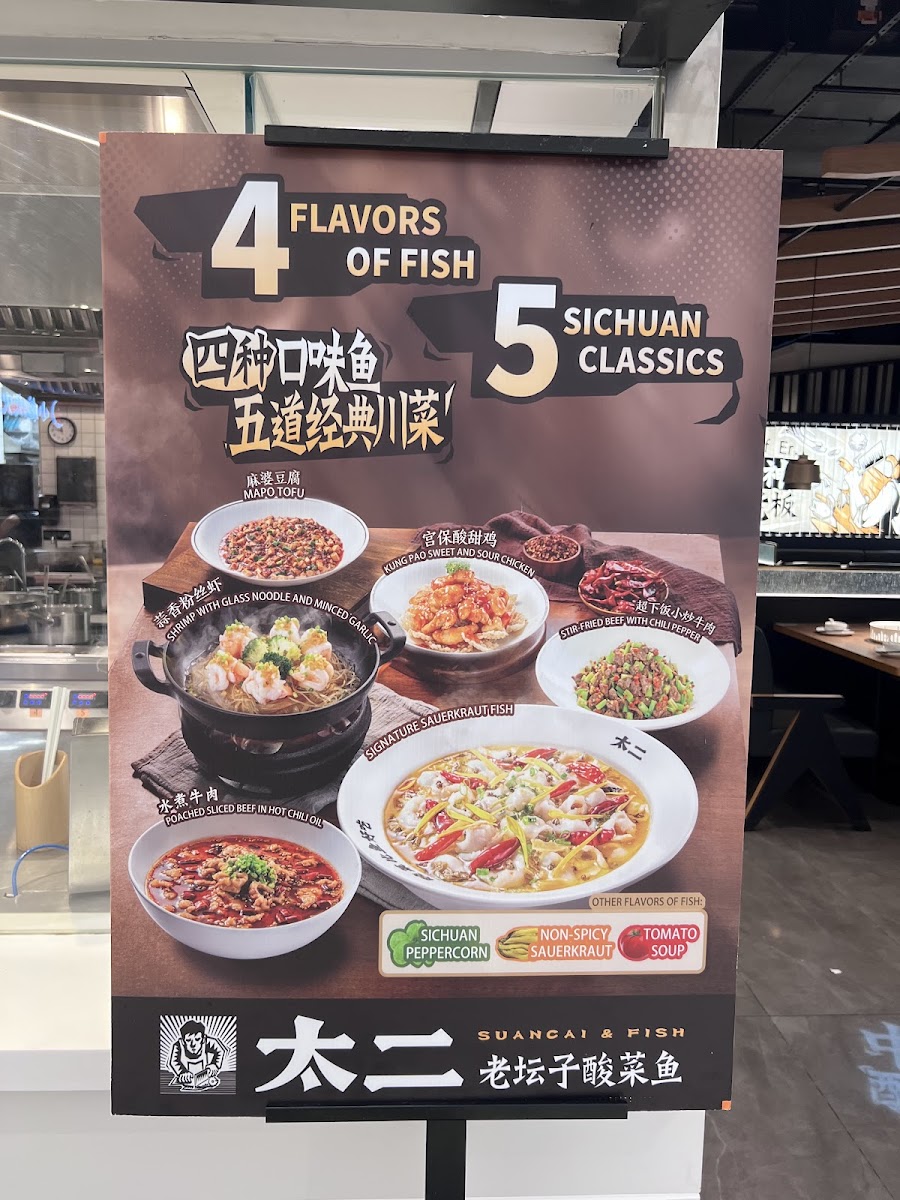 4 FLAVORS
OF FISH
5 SICHUAN
CLASSICS
四种口味鱼
五道经典川菜
麻婆豆腐
MAPO TOFU
宫保酸甜鸡
KUNG PAO SWEET AND SOUR CHICKEN
蒜香粉丝虾
SHRIMP WITH GLASS NOODLE AND MINCED GARLIC
超下饭小炒牛肉
STIR-FRIED BEEF WITH CHILI PEPPER
SIGNATURE SAUERKRAUT FISH
太二
水煮牛肉
POACHED SLICED BEEF IN HOT CHILI OIL
OTHER FLAVORS OF FISH:
SICHUAN
PEPPERCORN
NON-SPICY
SAUERKRAUT
TOMATO
SOUP
太二
SUANCAI & FISH
老坛子酸菜鱼